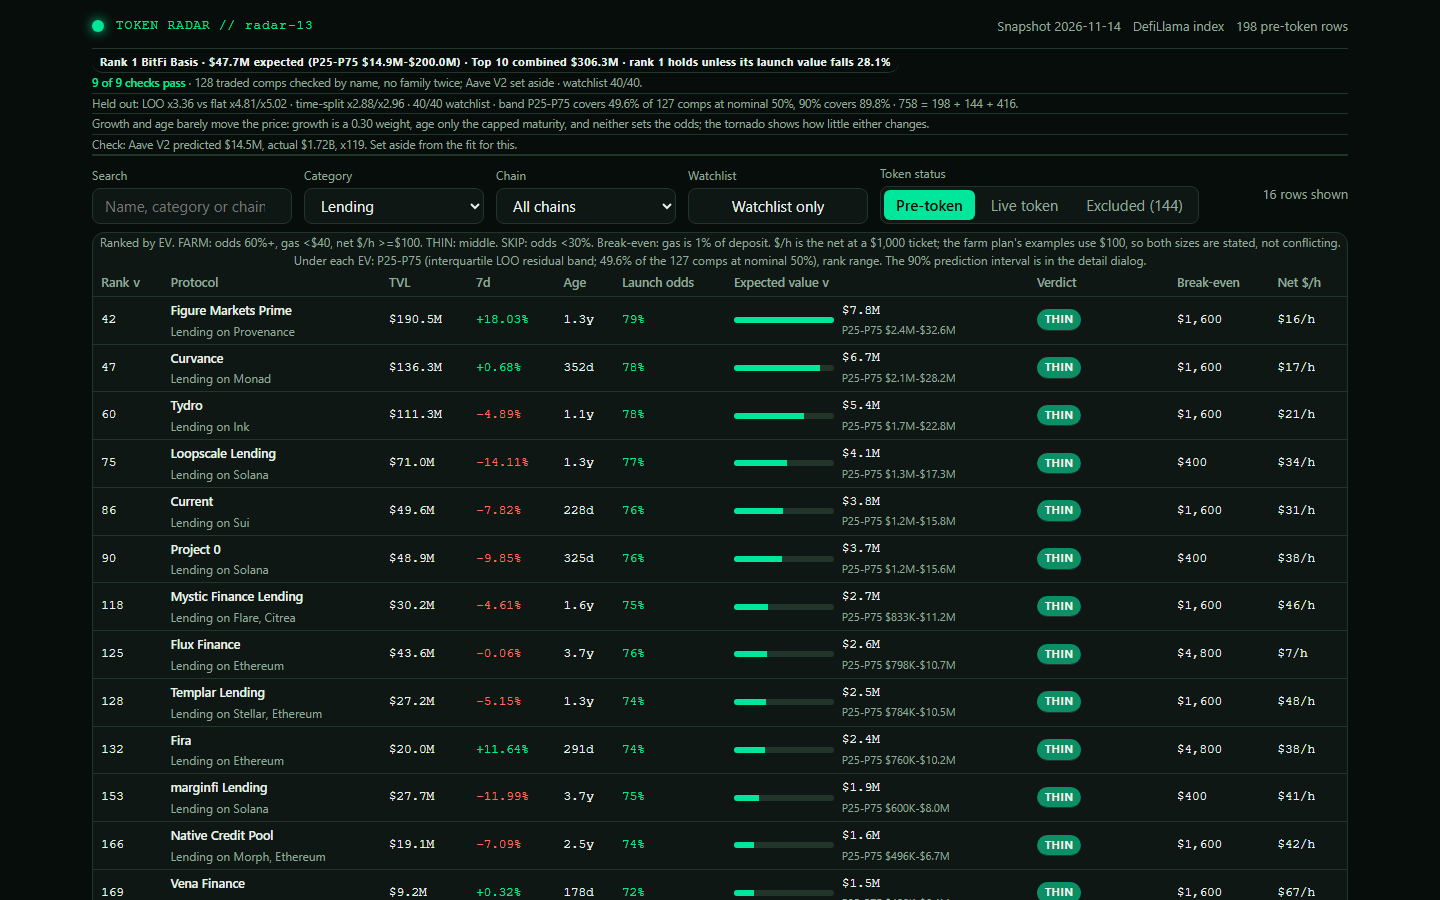 TOKEN RADAR // radar-13
Snapshot 2026-11-14 DefiLlama index 198 pre-token rows
Rank 1 BitFi Basis · $47.7M expected (P25-P75 $14.9M-$200.0M) · Top 10 combined $306.3M · rank 1 holds unless its launch value falls 28.1%
9 of 9 checks pass · 128 traded comps checked by name, no family twice; Aave V2 set aside · watchlist 40/40.
Held out: LOO x3.36 vs flat x4.81/x5.02 · time-split x2.88/x2.96 · 40/40 watchlist · band P25-P75 covers 49.6% of 127 comps at nominal 50%, 90% covers 89.8% · 758 = 198 + 144 + 416.
Growth and age barely move the price: growth is a 0.30 weight, age only the capped maturity, and neither sets the odds; the tornado shows how little either changes.
Check: Aave V2 predicted $14.5M, actual $1.72B, x119. Set aside from the fit for this.
Search Category Chain Watchlist Token status
Name, category or chain Lending All chains Watchlist only Pre-token Live token Excluded (144) 16 rows shown
Ranked by EV. FARM: odds 60%+, gas <$40, net $/h >=$100. THIN: middle. SKIP: odds <30%. Break-even: gas is 1% of deposit. $/h is the net at a $1,000 ticket; the farm plan's examples use $100, so both sizes are stated, not conflicting.
Under each EV: P25-P75 (interquartile LOO residual band; 49.6% of the 127 comps at nominal 50%), rank range. The 90% prediction interval is in the detail dialog.
Rank v Protocol TVL 7d Age Launch odds Expected value v Verdict Break-even Net $/h
42 Figure Markets Prime $190.5M +18.03% 1.3y 79% $7.8M THIN $1,600 $16/h
Lending on Provenance P25-P75 $2.4M-$32.6M
47 Curvance $136.3M +0.68% 352d 78% $6.7M THIN $1,600 $17/h
Lending on Monad P25-P75 $2.1M-$28.2M
60 Tydro $111.3M -4.89% 1.1y 78% $5.4M THIN $1,600 $21/h
Lending on Ink P25-P75 $1.7M-$22.8M
75 Loopscale Lending $71.0M -14.11% 1.3y 77% $4.1M THIN $400 $34/h
Lending on Solana P25-P75 $1.3M-$17.3M
86 Current $49.6M -7.82% 228d 76% $3.8M THIN $1,600 $31/h
Lending on Sui P25-P75 $1.2M-$15.8M
90 Project 0 $48.9M -9.85% 325d 76% $3.7M THIN $400 $38/h
Lending on Solana P25-P75 $1.2M-$15.6M
118 Mystic Finance Lending $30.2M -4.61% 1.6y 75% $2.7M THIN $1,600 $46/h
Lending on Flare, Citrea P25-P75 $833K-$11.2M
125 Flux Finance $43.6M -0.06% 3.7y 76% $2.6M THIN $4,800 $7/h
Lending on Ethereum P25-P75 $798K-$10.7M
128 Templar Lending $27.2M -5.15% 1.3y 74% $2.5M THIN $1,600 $48/h
Lending on Stellar, Ethereum P25-P75 $784K-$10.5M
132 Fira $20.0M +11.64% 291d 74% $2.4M THIN $4,800 $38/h
Lending on Ethereum P25-P75 $760K-$10.2M
153 marginfi Lending $27.7M -11.99% 3.7y 75% $1.9M THIN $400 $41/h
Lending on Solana P25-P75 $600K-$8.0M
166 Native Credit Pool $19.1M -7.09% 2.5y 74% $1.6M THIN $1,600 $42/h
Lending on Morph, Ethereum P25-P75 $496K-$6.7M
169 Vena Finance $9.2M +0.32% 178d 72% $1.5M THIN $1,600 $67/h